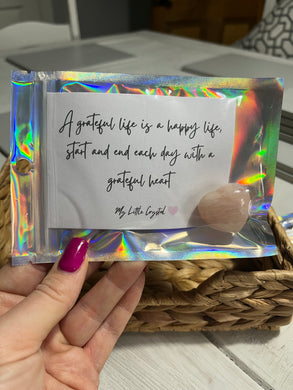 A grateful life is a happy life,
start and end each day with a
grateful heart
My Little Crystal